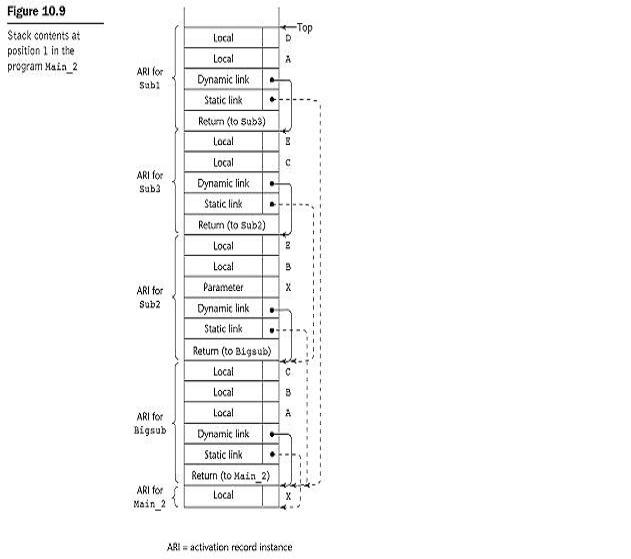 Figure 10.9
Stack contents at
position 1 in the
program Main_2
Top
Local D
Local A
ARI for
Sub1
Dynamic link
Static link
Return (to Sub3)
Local E
Local C
ARI for
Sub3
Dynamic link
Static link
Return (to Sub2)
Local E
Local B
ARI for
Sub2
Parameter X
Dynamic link
Static link
Return (to Bigsub)
Local C
Local B
Local A
ARI for
Bigsub
Dynamic link
Static link
Return (to Main_2)
ARI for
Main_2
Local X
ARI = activation record instance